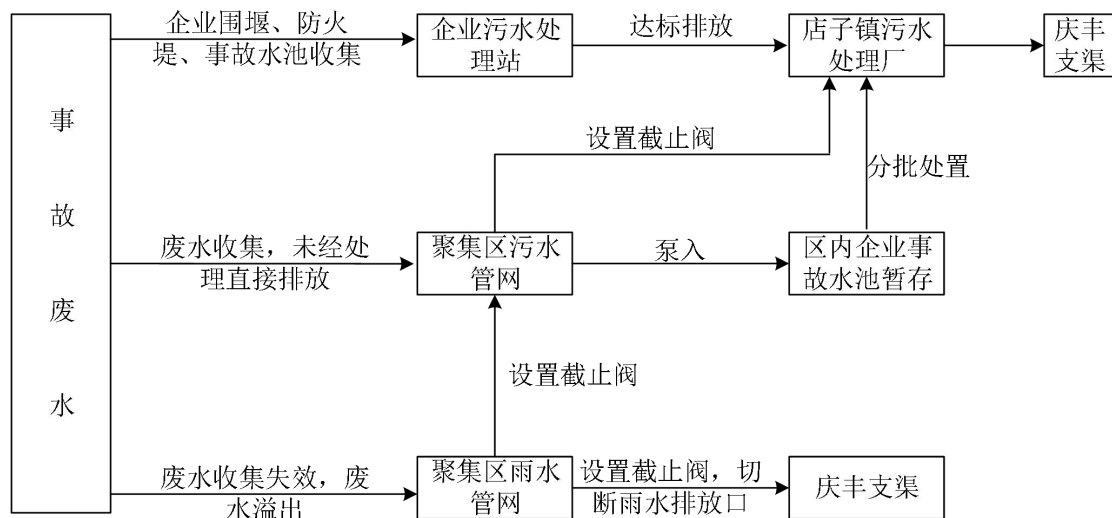 企业围堰、防火
堤、事故水池收集
企业污水处
理站
达标排放
店子镇污水
处理厂
庆丰
支渠
事
故
废
水
设置截止阀
分批处置
废水收集，未经处
理直接排放
聚集区污水
管网
泵入
区内企业事
故水池暂存
设置截止阀
废水收集失效，废
水溢出
聚集区雨水
管网
设置截止阀，切
断雨水排放口
庆丰支渠